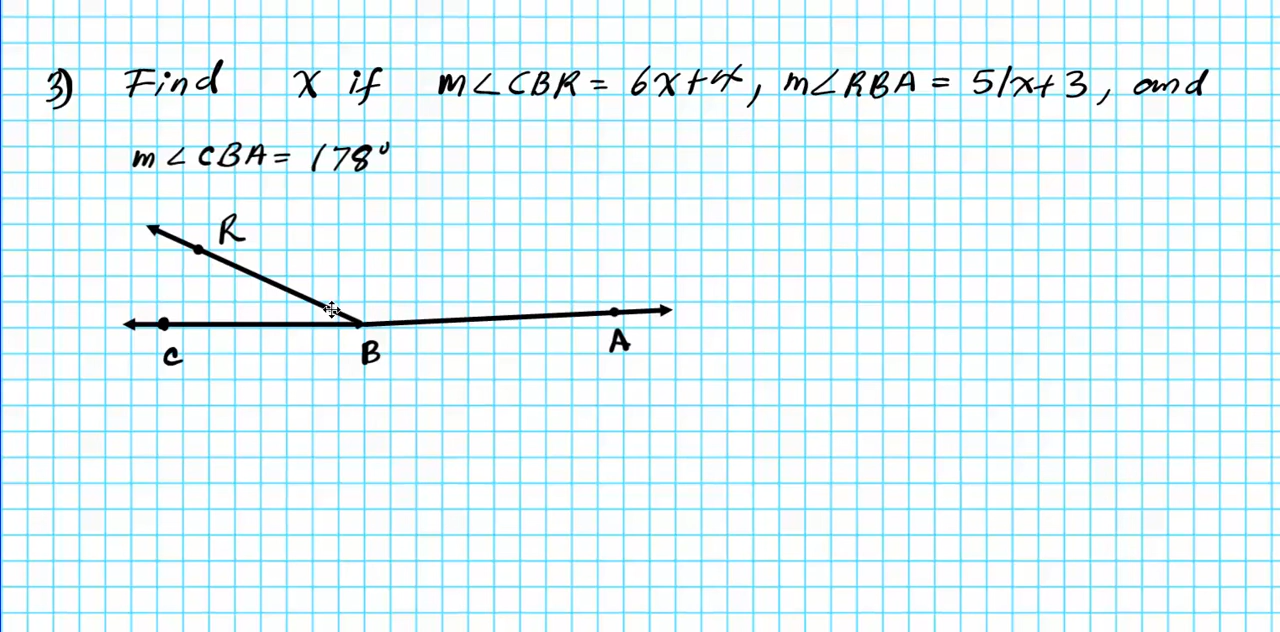 3) Find x if m∠CBR = 6x+4, m∠RBA = 51x+3, and
m∠CBA = 178°
R
C B A